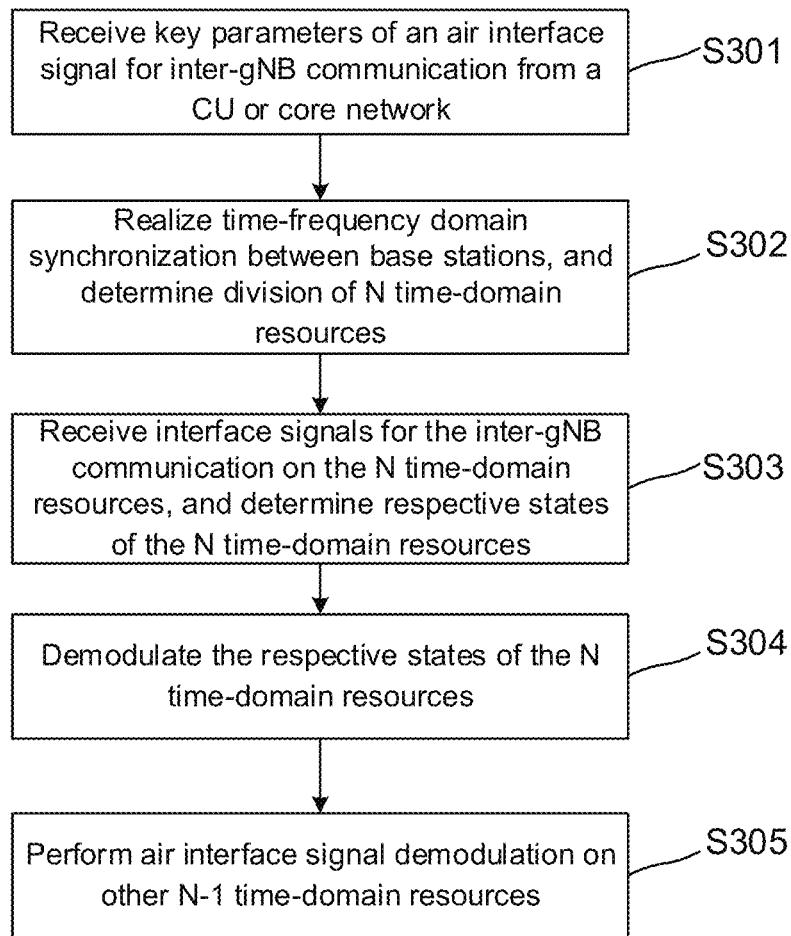 Receive key parameters of an air interface
signal for inter-gNB communication from a
CU or core network
S301
Realize time-frequency domain
synchronization between base stations, and
determine division of N time-domain
resources
S302
Receive interface signals for the inter-gNB
communication on the N time-domain
resources, and determine respective states
of the N time-domain resources
S303
Demodulate the respective states of the N
time-domain resources
S304
Perform air interface signal demodulation on
other N-1 time-domain resources
S305